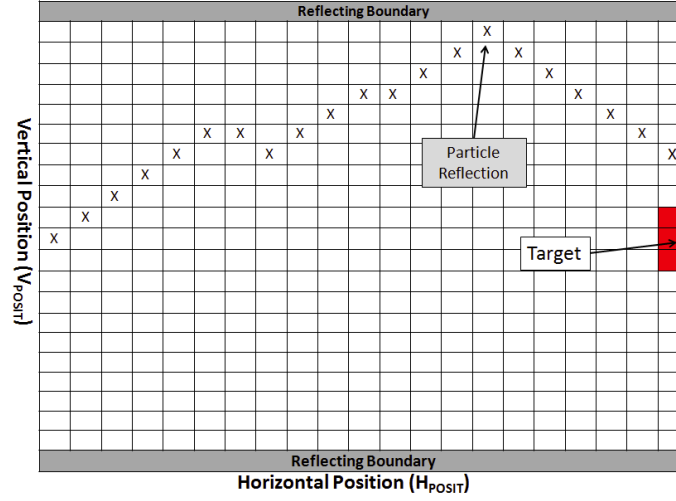 Reflecting Boundary
X
X X
X X
X X X X
X X
X X X X
X X X
X
X
X
X
Particle
Reflection
Target
Vertical Position (VPOSIT)
Reflecting Boundary
Horizontal Position (HPOSIT)